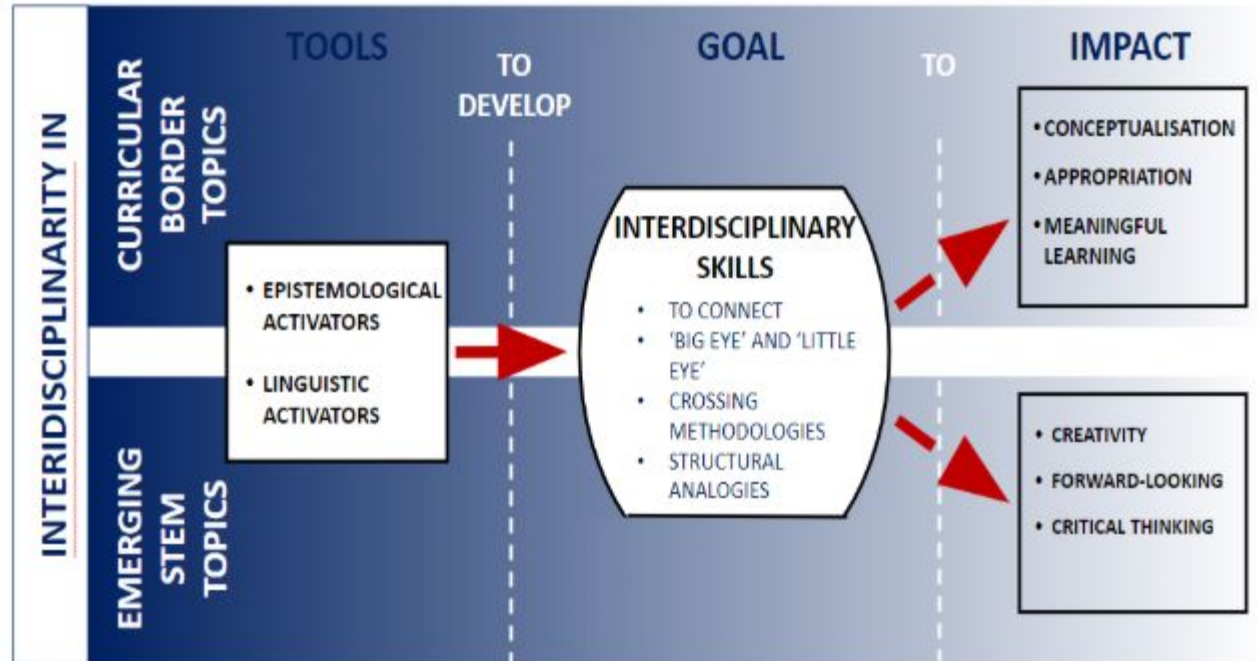 INTERIDISCIPLINARITY IN
CURRICULAR
BORDER
TOPICS
EMERGING
STEM
TOPICS
TOOLS
TO
DEVELOP
GOAL
TO
IMPACT
• EPISTEMOLOGICAL
ACTIVATORS
• LINGUISTIC
ACTIVATORS
INTERDISCIPLINARY
SKILLS
• TO CONNECT
• 'BIG EYE' AND 'LITTLE
EYE'
• CROSSING
METHODOLOGIES
• STRUCTURAL
ANALOGIES
• CONCEPTUALISATION
• APPROPRIATION
• MEANINGFUL
LEARNING
• CREATIVITY
• FORWARD-LOOKING
• CRITICAL THINKING